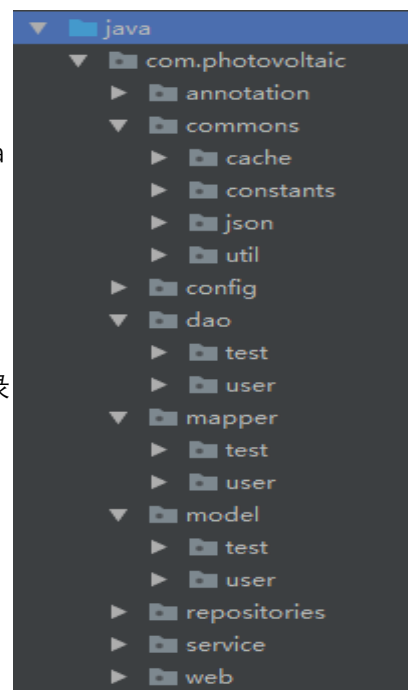 java
com.photovoltaic
annotation
a
commons
cache
constants
json
util
config
dao
test
录
user
mapper
test
user
model
test
user
repositories
service
web